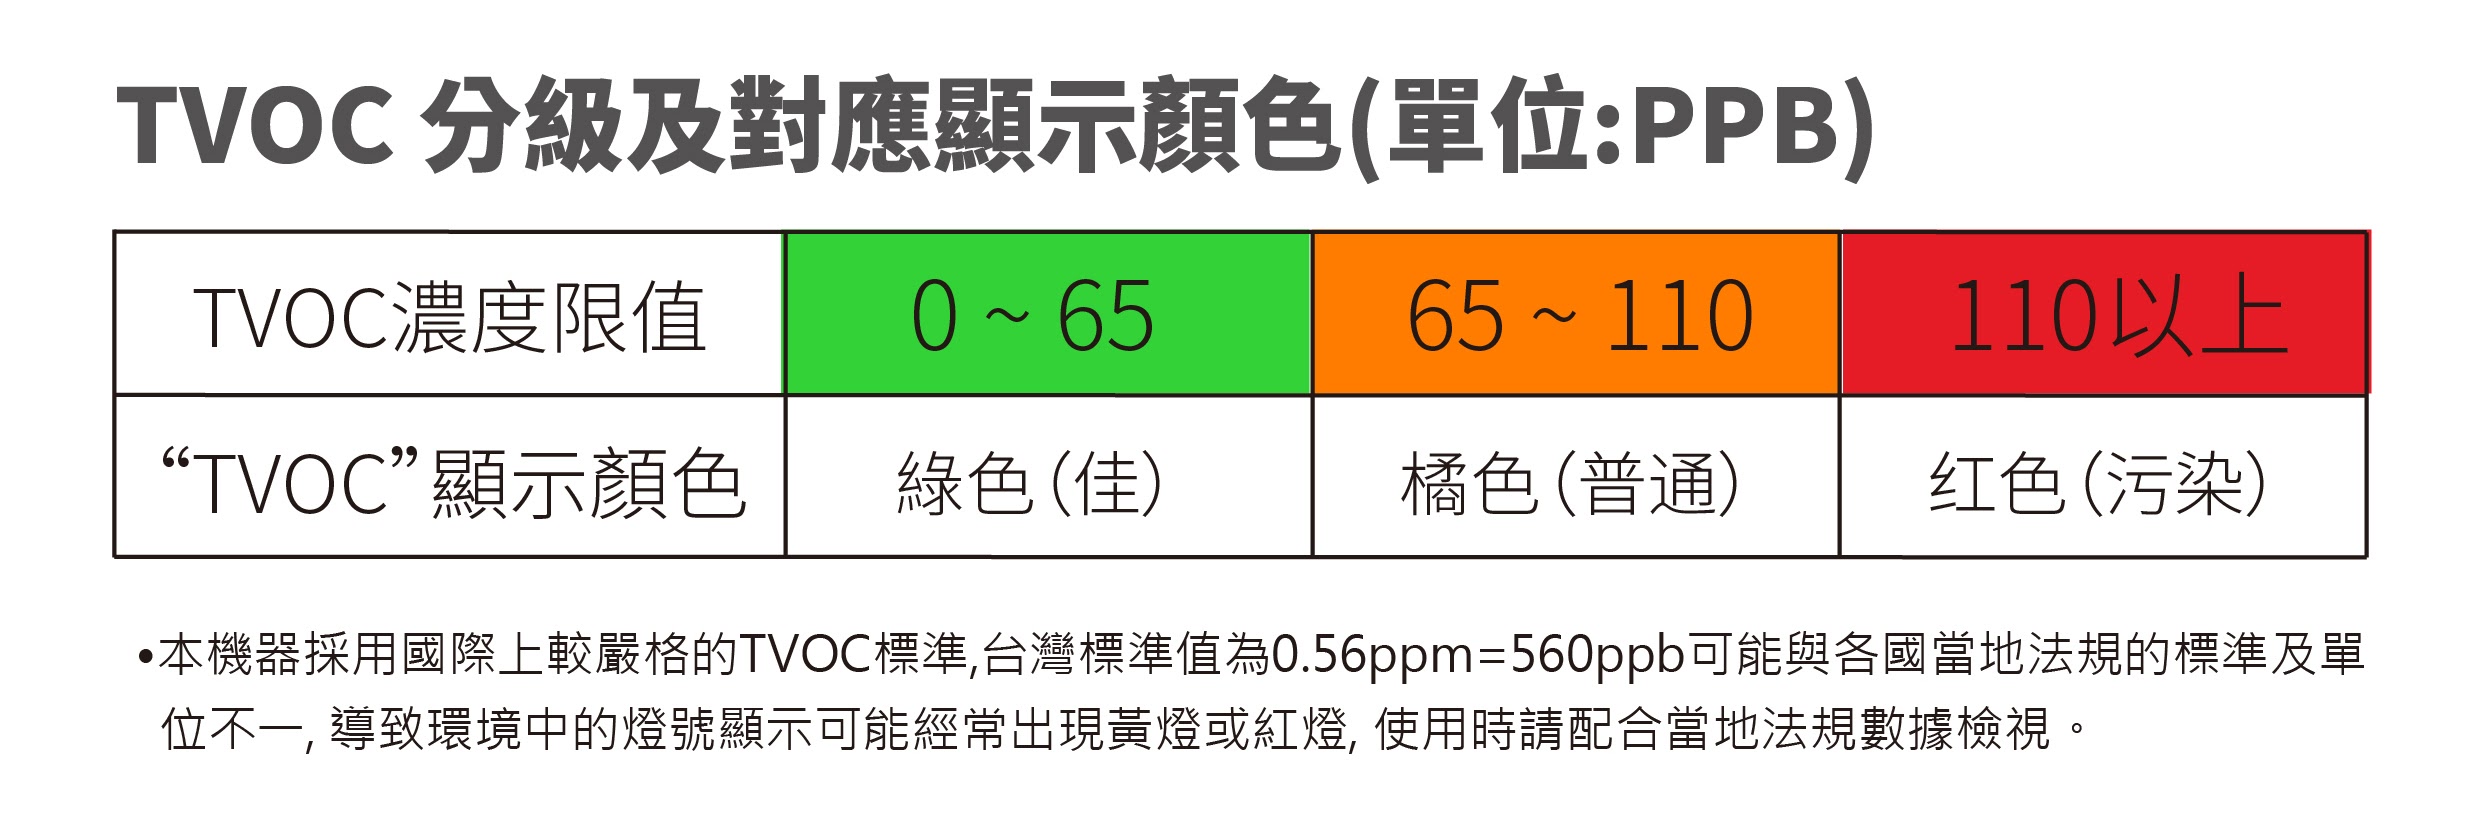 TVOC 分級及對應顯示顏色(單位:PPB)
TVOC濃度限值 0 ~ 65 65 ~ 110 110以上
“TVOC”顯示顏色 綠色(佳) 橘色(普通) 红色(污染)
•本機器採用國際上較嚴格的TVOC標準,台灣標準值為0.56ppm=560ppb可能與各國當地法規的標準及單
位不一, 導致環境中的燈號顯示可能經常出現黃燈或紅燈, 使用時請配合當地法規數據檢視。